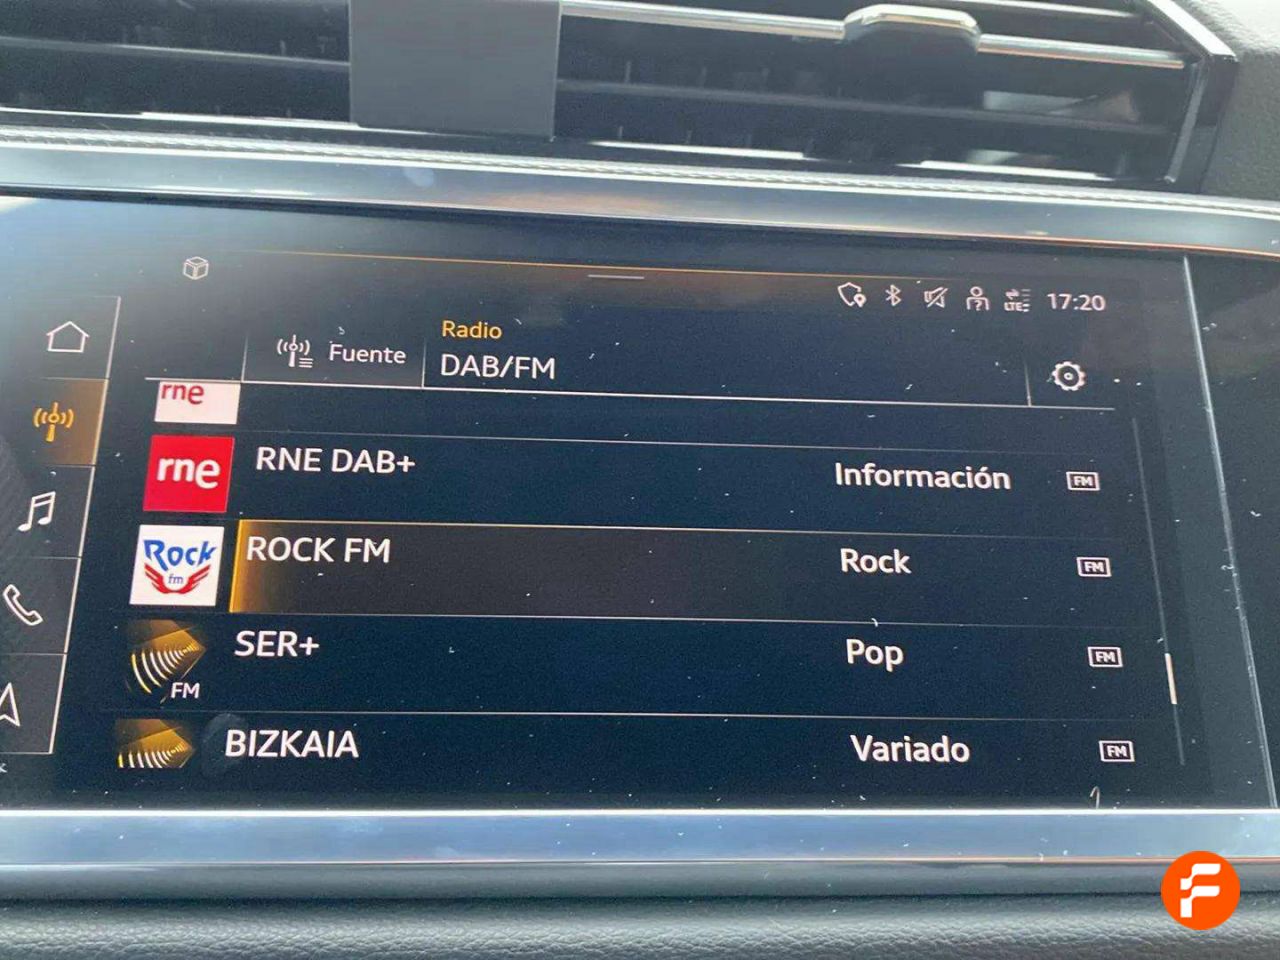 LTE
17:20
Radio
Fuente
DAB/FM
rne
rne
RNE DAB+
Información
FM
Rock
fm
ROCK FM
Rock
FM
FM
SER+
Pop
FM
BIZKAIA
Variado
FM
F